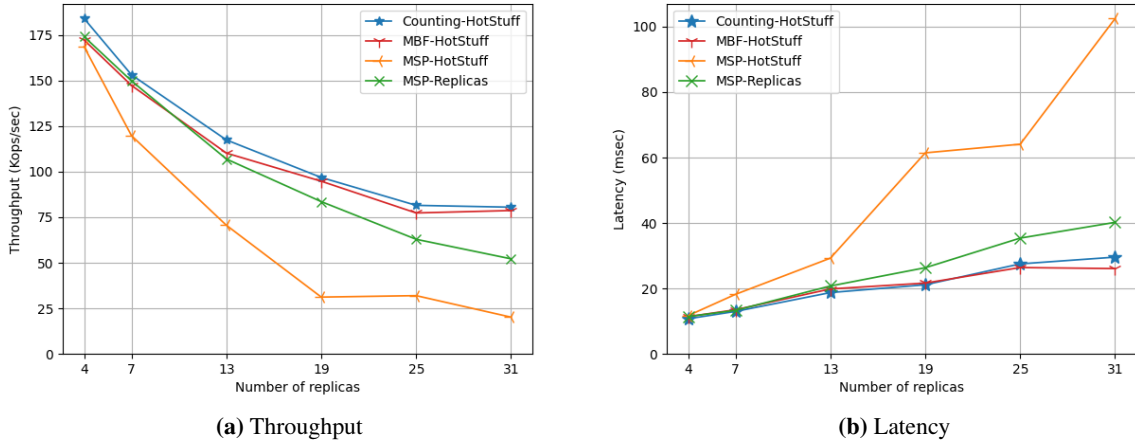 Throughput (Kops/sec)
175
150
125
100
75
50
25
0
4 7 13 19 25 31
Number of replicas
Counting-HotStuff
MBF-HotStuff
MSP-HotStuff
MSP-Replicas
(a) Throughput
Latency (msec)
100
80
60
40
20
0
4 7 13 19 25 31
Number of replicas
Counting-HotStuff
MBF-HotStuff
MSP-HotStuff
MSP-Replicas
(b) Latency